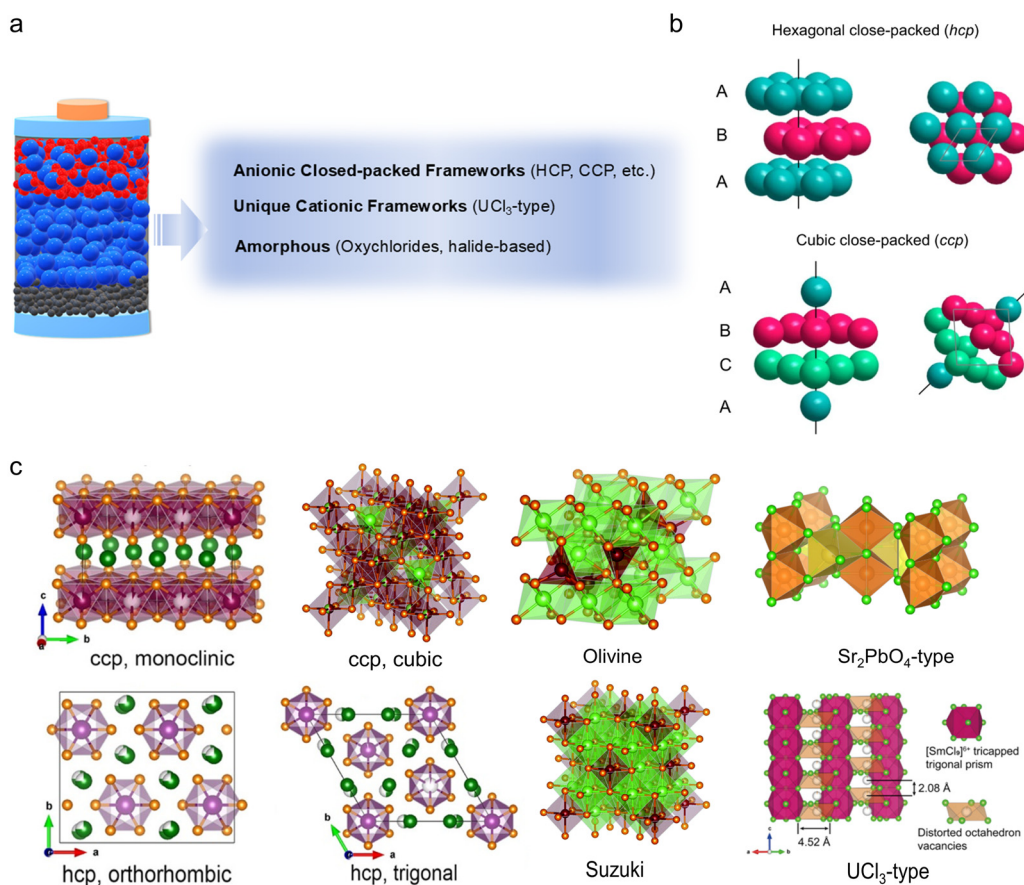 a
Anionic Closed-packed Frameworks (HCP, CCP, etc.)
Unique Cationic Frameworks (UCl₃-type)
Amorphous (Oxychlorides, halide-based)
b
Hexagonal close-packed (hcp)
A
B
A
Cubic close-packed (ccp)
A
B
C
A
c
c
b
a
ccp, monoclinic
ccp, cubic
Olivine
Sr₂PbO₄-type
b
a
hcp, orthorhombic
b
a
hcp, trigonal
Suzuki
[SmCl₉]⁶⁺ tricapped
trigonal prism
2.08 Å
Distorted octahedron
vacancies
4.52 Å
c
a
b
UCl₃-type